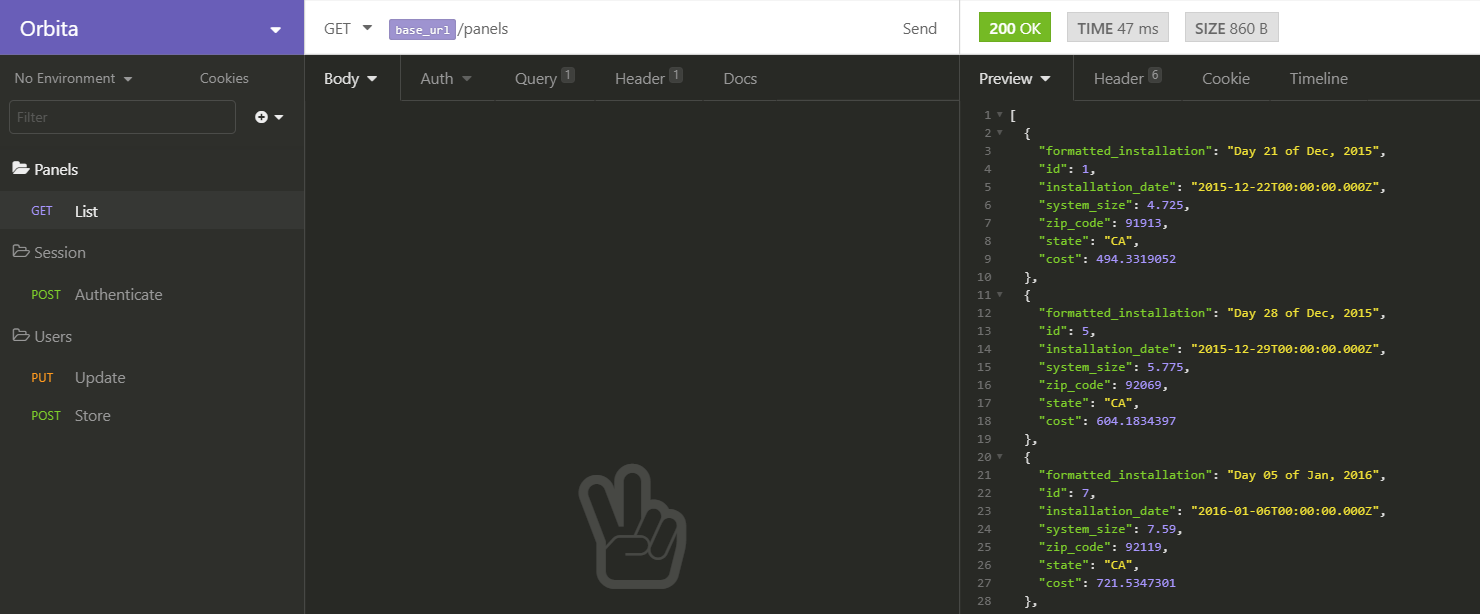 Orbita
No Environment
Cookies
Filter
Panels
GET List
Session
POST Authenticate
Users
PUT Update
POST Store
GET base_url/panels Send
Body Auth Query 1 Header 1 Docs
200 OK TIME 47 ms SIZE 860 B
Preview Header 6 Cookie Timeline
1 [
2 {
3 "formatted_installation": "Day 21 of Dec, 2015",
4 "id": 1,
5 "installation_date": "2015-12-22T00:00:00.000Z",
6 "system_size": 4.725,
7 "zip_code": 91913,
8 "state": "CA",
9 "cost": 494.3319052
10 },
11 {
12 "formatted_installation": "Day 28 of Dec, 2015",
13 "id": 5,
14 "installation_date": "2015-12-29T00:00:00.000Z",
15 "system_size": 5.775,
16 "zip_code": 92069,
17 "state": "CA",
18 "cost": 604.1834397
19 },
20 {
21 "formatted_installation": "Day 05 of Jan, 2016",
22 "id": 7,
23 "installation_date": "2016-01-06T00:00:00.000Z",
24 "system_size": 7.59,
25 "zip_code": 92119,
26 "state": "CA",
27 "cost": 721.5347301
28 },